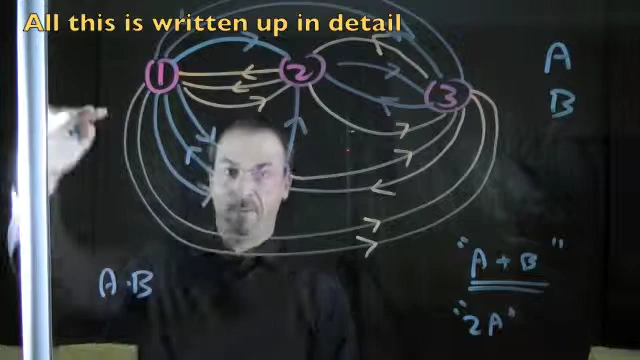 All this is written up in detail
1 2 3
A
B
"A + B"
A·B
"2A"